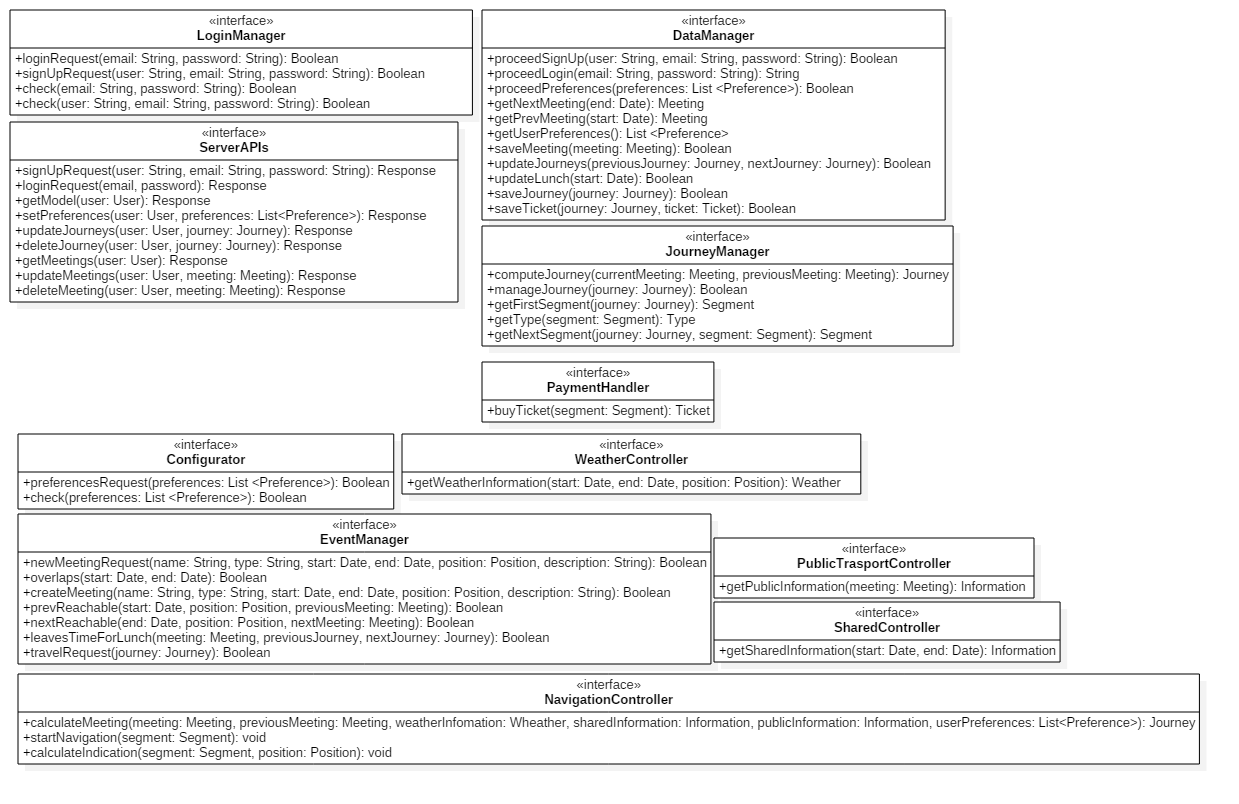 «interface»
LoginManager
+loginRequest(email: String, password: String): Boolean
+signUpRequest(user: String, email: String, password: String): Boolean
+check(email: String, password: String): Boolean
+check(user: String, email: String, password: String): Boolean
«interface»
ServerAPIs
+signUpRequest(user: String, email: String, password: String): Response
+loginRequest(email, password): Response
+getModel(user: User): Response
+setPreferences(user: User, preferences: List<Preference>): Response
+updateJourneys(user: User, journey: Journey): Response
+deleteJourney(user: User, journey: Journey): Response
+getMeetings(user: User): Response
+updateMeetings(user: User, meeting: Meeting): Response
+deleteMeeting(user: User, meeting: Meeting): Response
«interface»
DataManager
+proceedSignUp(user: String, email: String, password: String): Boolean
+proceedLogin(email: String, password: String): String
+proceedPreferences(preferences: List <Preference>): Boolean
+getNextMeeting(end: Date): Meeting
+getPrevMeeting(start: Date): Meeting
+getUserPreferences(): List <Preference>
+saveMeeting(meeting: Meeting): Boolean
+updateJourneys(previousJourney: Journey, nextJourney: Journey): Boolean
+updateLunch(start: Date): Boolean
+saveJourney(journey: Journey): Boolean
+saveTicket(journey: Journey, ticket: Ticket): Boolean
«interface»
JourneyManager
+computeJourney(currentMeeting: Meeting, previousMeeting: Meeting): Journey
+manageJourney(journey: Journey): Boolean
+getFirstSegment(journey: Journey): Segment
+getType(segment: Segment): Type
+getNextSegment(journey: Journey, segment: Segment): Segment
«interface»
PaymentHandler
+buyTicket(segment: Segment): Ticket
«interface»
Configurator
+preferencesRequest(preferences: List <Preference>): Boolean
+check(preferences: List <Preference>): Boolean
«interface»
WeatherController
+getWeatherInformation(start: Date, end: Date, position: Position): Weather
«interface»
EventManager
+newMeetingRequest(name: String, type: String, start: Date, end: Date, position: Position, description: String): Boolean
+overlaps(start: Date, end: Date): Boolean
+createMeeting(name: String, type: String, start: Date, end: Date, position: Position, description: String): Boolean
+prevReachable(start: Date, position: Position, previousMeeting: Meeting): Boolean
+nextReachable(end: Date, position: Position, nextMeeting: Meeting): Boolean
+leavesTimeForLunch(meeting: Meeting, previousJourney, nextJourney: Journey): Boolean
+travelRequest(journey: Journey): Boolean
«interface»
PublicTrasportController
+getPublicInformation(meeting: Meeting): Information
«interface»
SharedController
+getSharedInformation(start: Date, end: Date): Information
«interface»
NavigationController
+calculateMeeting(meeting: Meeting, previousMeeting: Meeting, weatherInfomation: Wheather, sharedInformation: Information, publicInformation: Information, userPreferences: List<Preference>): Journey
+startNavigation(segment: Segment): void
+calculateIndication(segment: Segment, position: Position): void